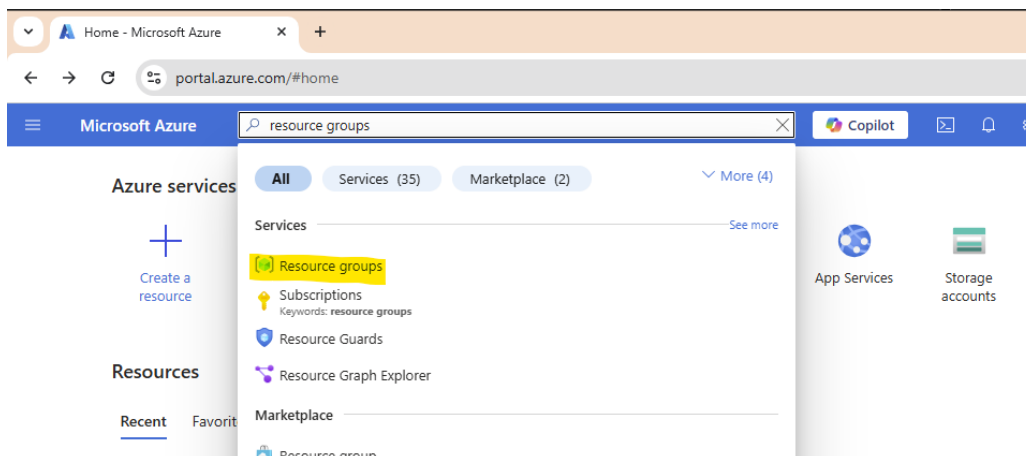 Home - Microsoft Azure
portal.azure.com/#home
Microsoft Azure
resource groups
Copilot
All Services (35) Marketplace (2) More (4)
Azure services
Services See more
Resource groups
Create a resource
App Services
Storage accounts
Subscriptions
Keywords: resource groups
Resource Guards
Resource Graph Explorer
Resources
Recent Favorit
Marketplace
Resource group